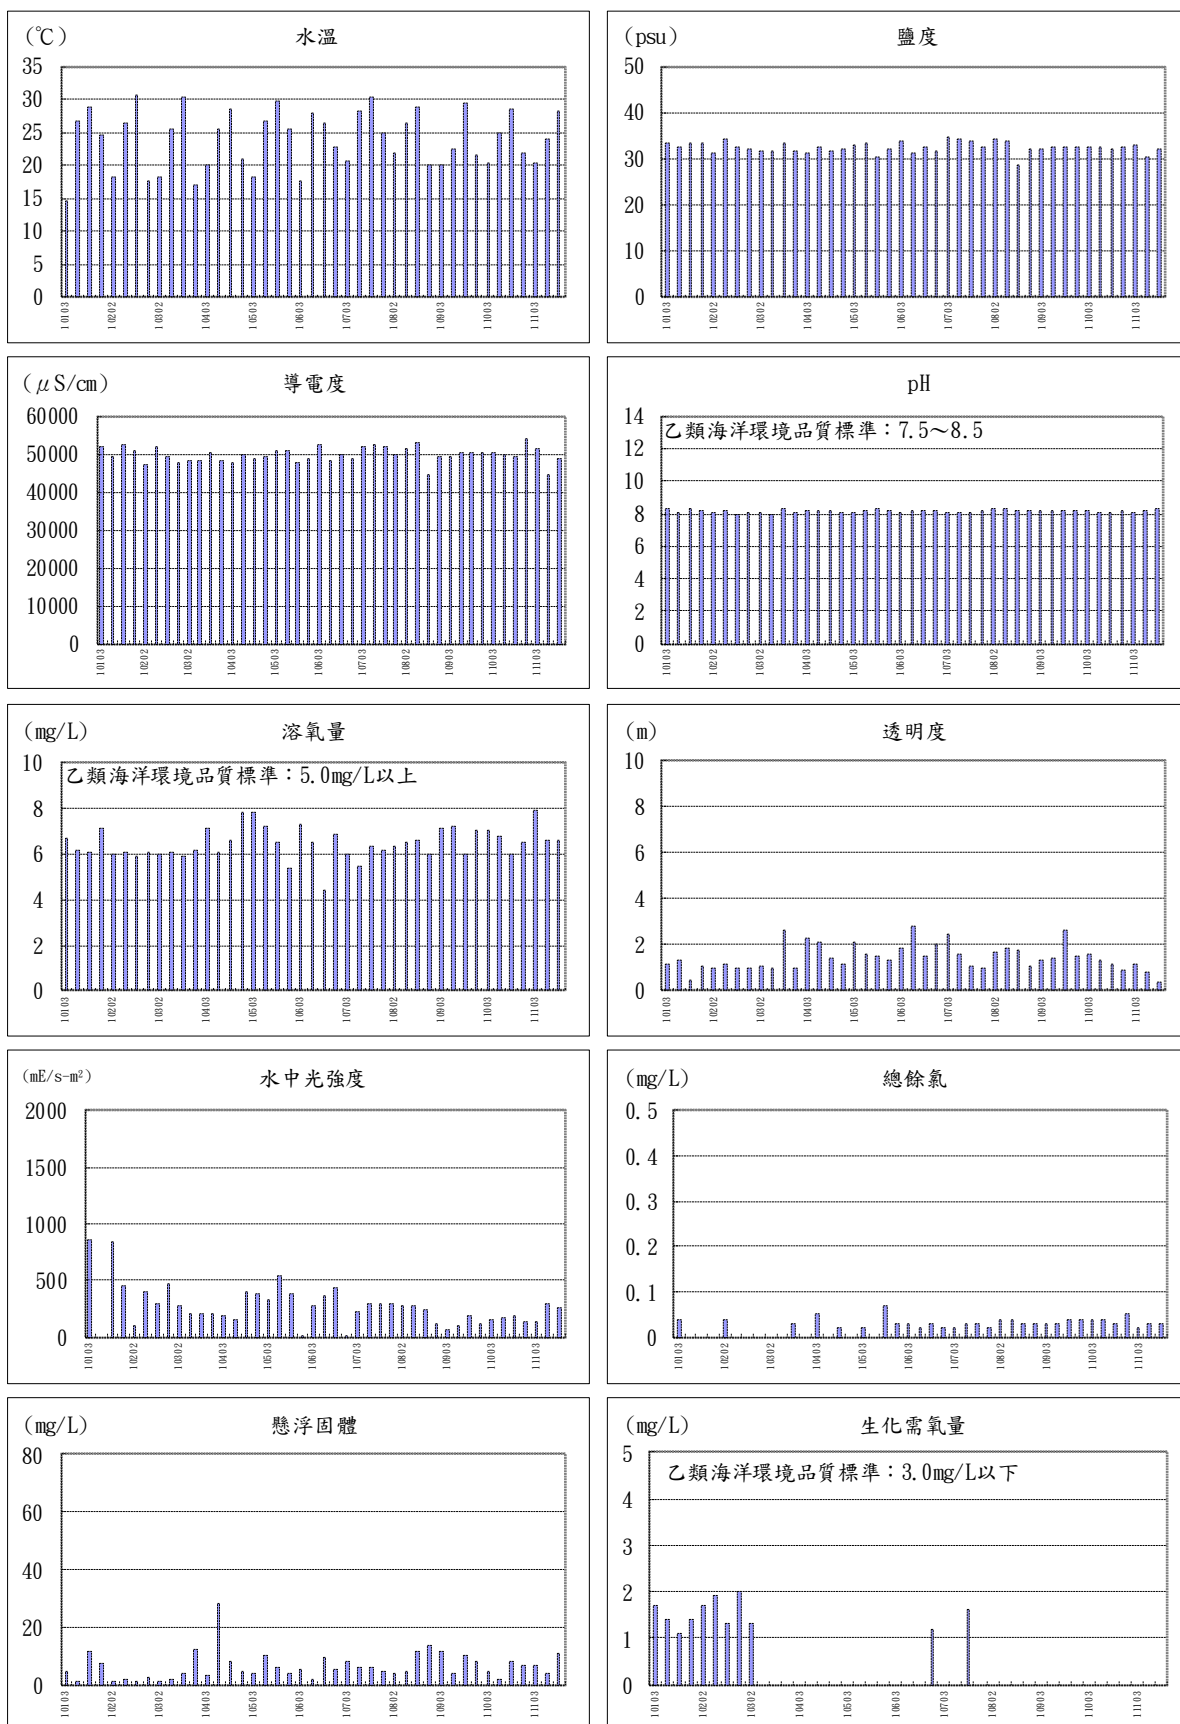 (℃) 水溫
35
30
25
20
15
10
5
0
10103 10202 10302 10403 10503 10603 10703 10802 10903 11003 11103
(psu) 鹽度
50
40
30
20
10
0
10103 10202 10302 10403 10503 10603 10703 10802 10903 11003 11103
(μS/cm) 導電度
60000
50000
40000
30000
20000
10000
0
10103 10202 10302 10403 10503 10603 10703 10802 10903 11003 11103
pH
乙類海洋環境品質標準：7.5～8.5
14
12
10
8
6
4
2
0
10103 10202 10302 10403 10503 10603 10703 10802 10903 11003 11103
(mg/L) 溶氧量
乙類海洋環境品質標準：5.0mg/L以上
10
8
6
4
2
0
10103 10202 10302 10403 10503 10603 10703 10802 10903 11003 11103
(m) 透明度
10
8
6
4
2
0
10103 10202 10302 10403 10503 10603 10703 10802 10903 11003 11103
(mE/s-m²) 水中光強度
2000
1500
1000
500
0
10103 10202 10302 10403 10503 10603 10703 10802 10903 11003 11103
(mg/L) 總餘氯
0.5
0.4
0.3
0.2
0.1
0
10103 10202 10302 10403 10503 10603 10703 10802 10903 11003 11103
(mg/L) 懸浮固體
80
60
40
20
0
10103 10202 10302 10403 10503 10603 10703 10802 10903 11003 11103
(mg/L) 生化需氧量
乙類海洋環境品質標準：3.0mg/L以下
5
4
3
2
1
0
10103 10202 10302 10403 10503 10603 10703 10802 10903 11003 11103